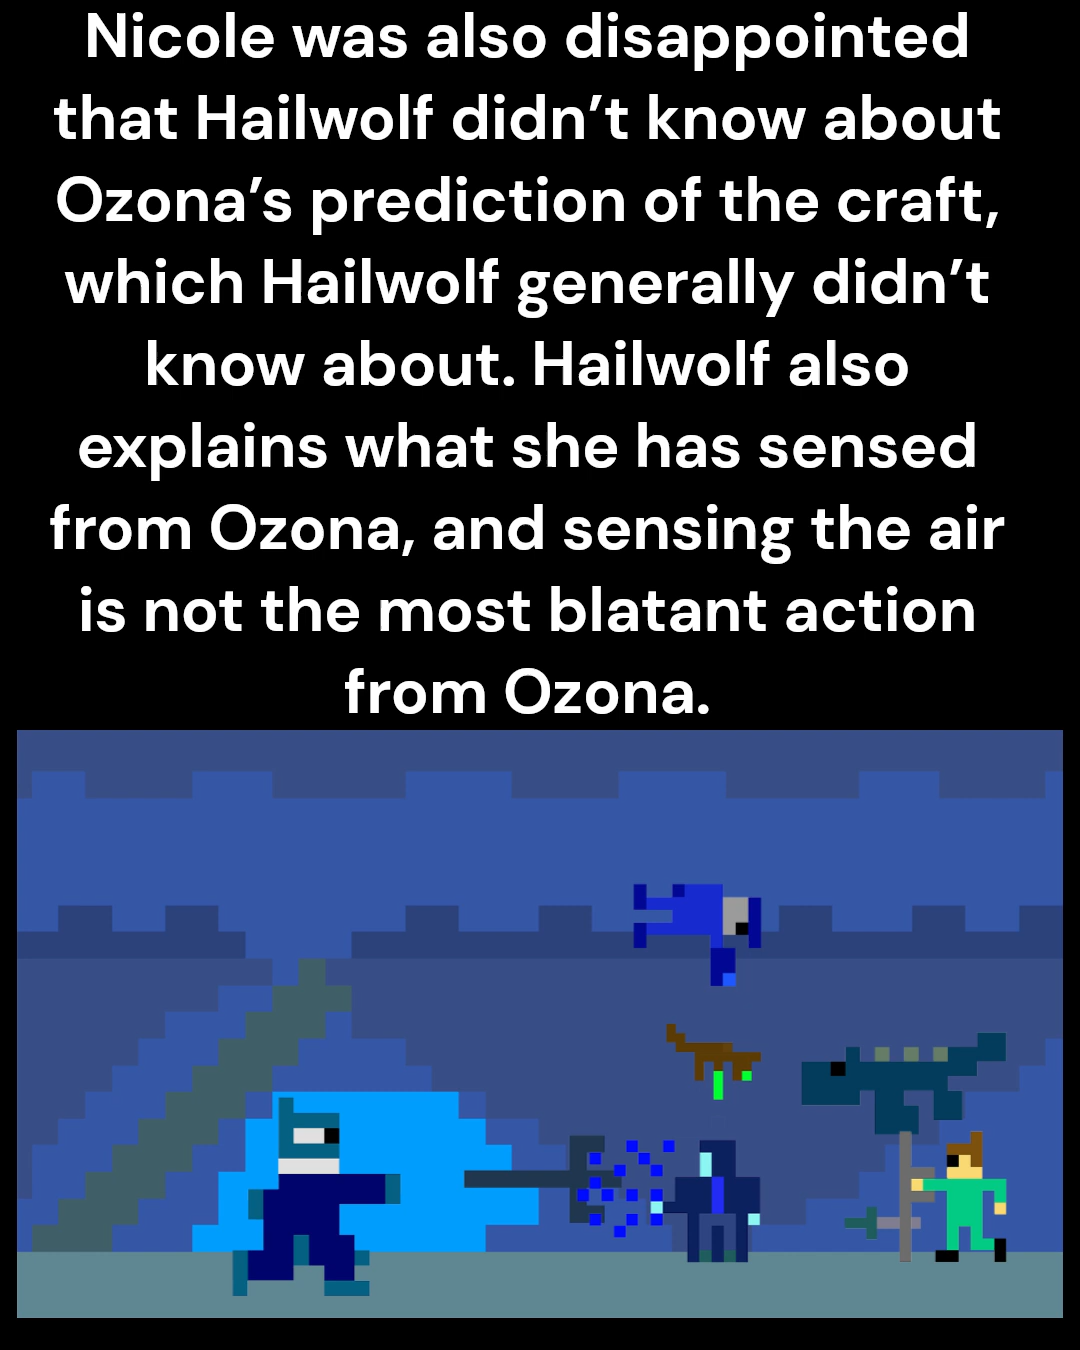 Nicole was also disappointed
that Hailwolf didn’t know about
Ozona’s prediction of the craft,
which Hailwolf generally didn’t
know about. Hailwolf also
explains what she has sensed
from Ozona, and sensing the air
is not the most blatant action
from Ozona.